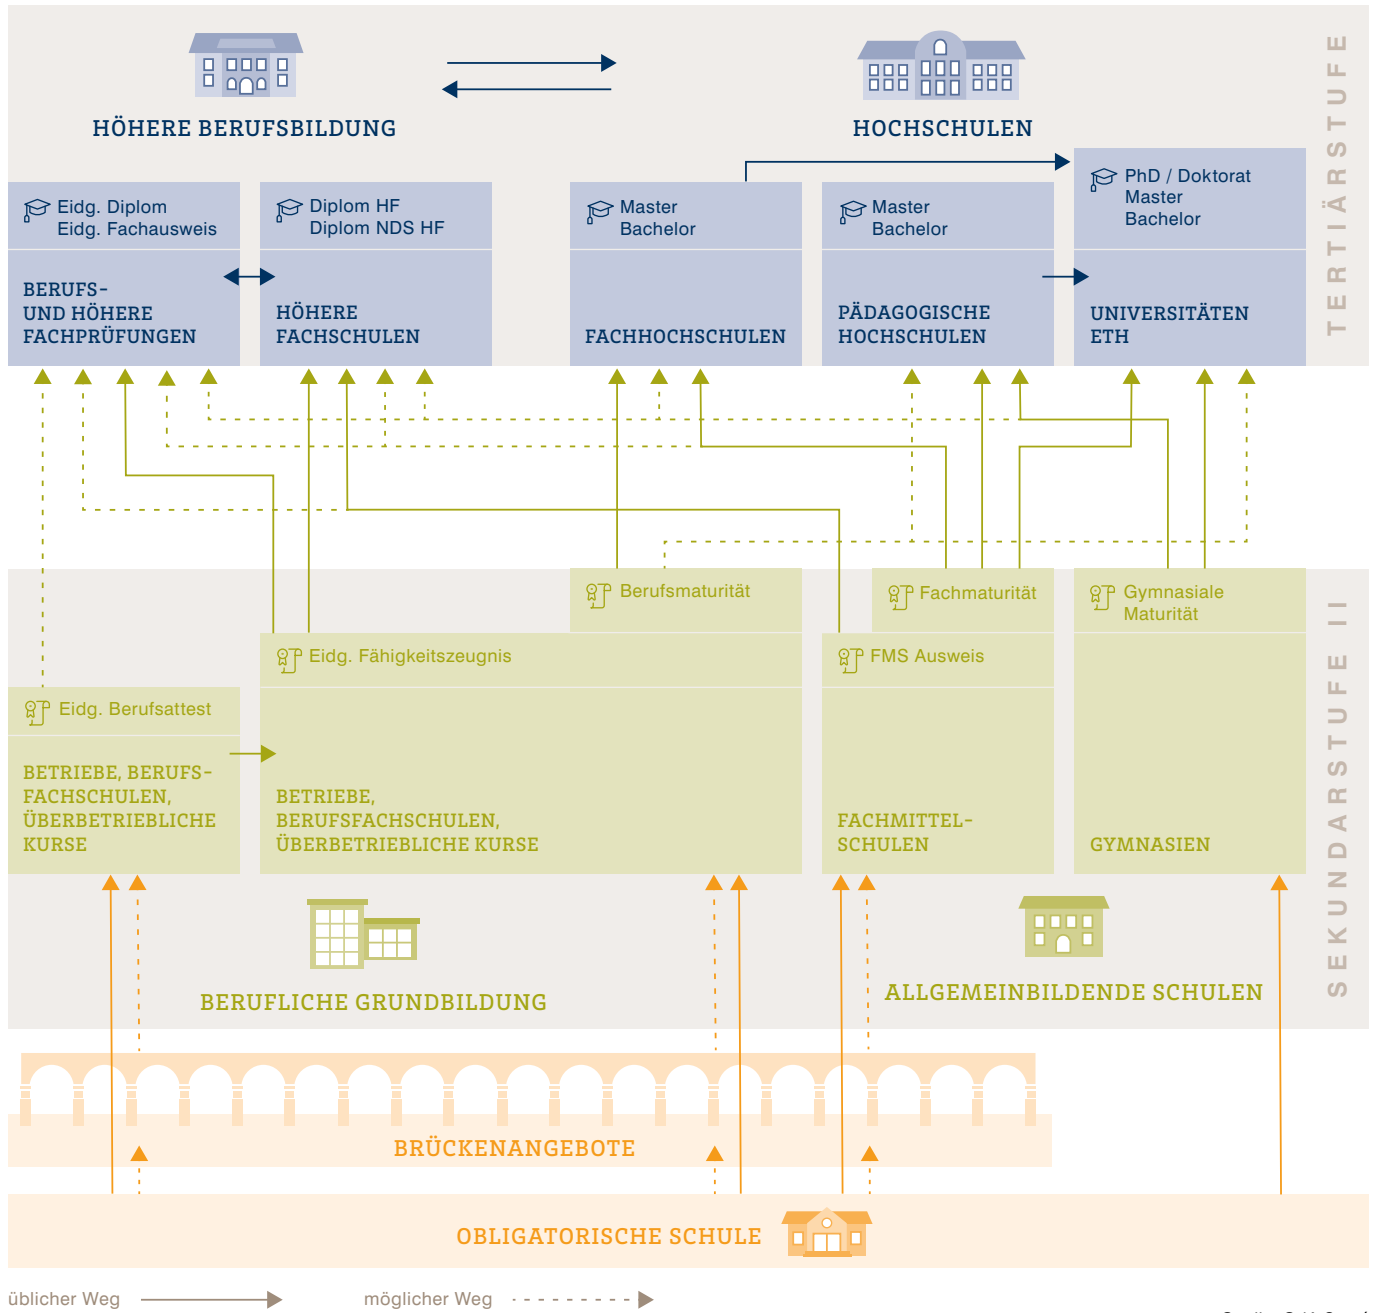 HÖHERE BERUFSBILDUNG
HOCHSCHULEN
TERTIÄRSTUFE
Eidg. Diplom
Eidg. Fachausweis
BERUFS-
UND HÖHERE
FACHPRÜFUNGEN
Diplom HF
Diplom NDS HF
HÖHERE
FACHSCHULEN
Master
Bachelor
FACHHOCHSCHULEN
Master
Bachelor
PÄDAGOGISCHE
HOCHSCHULEN
PhD / Doktorat
Master
Bachelor
UNIVERSITÄTEN
ETH
SEKUNDARSTUFE II
Eidg. Berufsattest
BETRIEBE, BERUFS-
FACHSCHULEN,
ÜBERBETRIEBLICHE
KURSE
Berufsmaturität
Eidg. Fähigkeitszeugnis
BETRIEBE,
BERUFSFACHSCHULEN,
ÜBERBETRIEBLICHE KURSE
Fachmaturität
FMS Ausweis
FACHMITTEL-
SCHULEN
Gymnasiale
Maturität
GYMNASIEN
BERUFLICHE GRUNDBILDUNG
ALLGEMEINBILDENDE SCHULEN
BRÜCKENANGEBOTE
OBLIGATORISCHE SCHULE
üblicher Weg
möglicher Weg